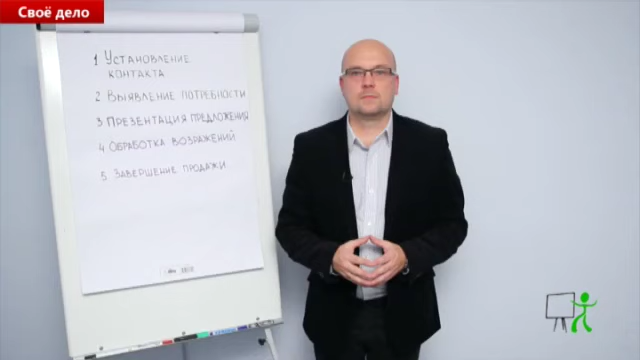 Своё дело
1 Установление
контакта
2 Выявление потребности
3 Презентация предложения
4 Обработка возражений
5 Завершение продажи